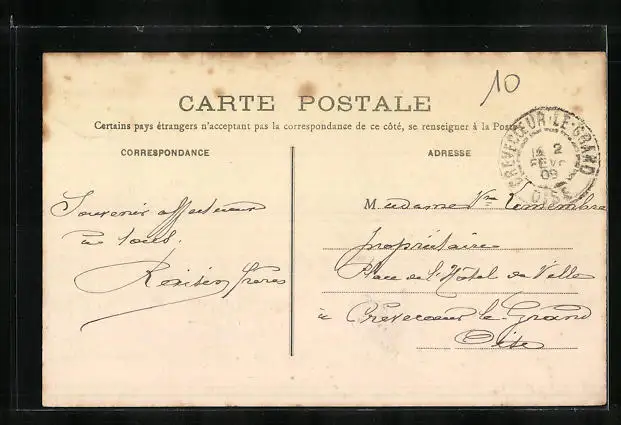 10
CARTE POSTALE
Certains pays étrangers n'acceptant pas la correspondance de ce côté, se renseigner à la Poste
CORRESPONDANCE
ADRESSE
CREVECŒUR-LE-GRAND
2
FEVR
09
OISE
Souvenir affectueux
à tous.
Madame Vve
propriétaire
Place de l'Hôtel de Ville
à Crevecoeur le Grand
Oise